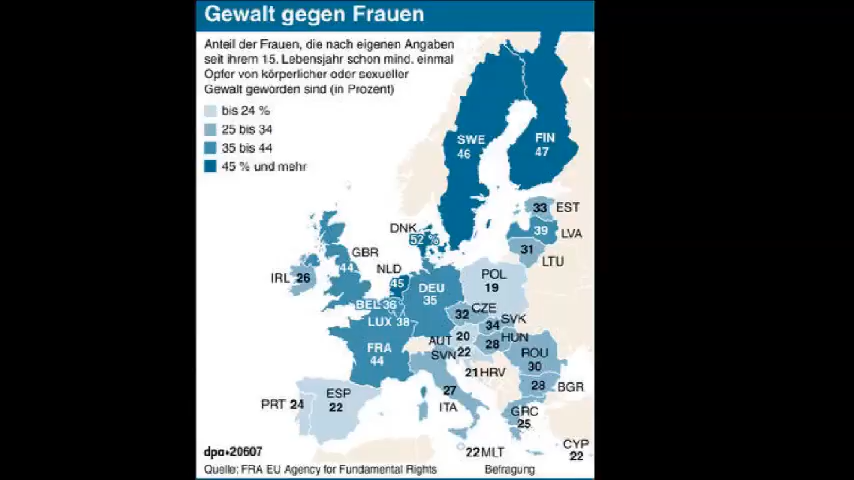 Gewalt gegen Frauen
Anteil der Frauen, die nach eigenen Angaben
seit ihrem 15. Lebensjahr schon mind. einmal
Opfer von körperlicher oder sexueller
Gewalt geworden sind (in Prozent)
bis 24 %
25 bis 34
35 bis 44
45 % und mehr
SWE
46
FIN
47
33 EST
39 LVA
31
LTU
DNK
52 %
GBR
44
IRL 26
NLD
45
BEL 36
LUX 38
DEU
35
POL
19
CZE
32
SVK
34
AUT 20
HUN
28
SVN 22
21 HRV
ROU
30
28 BGR
FRA
44
ESP
22
PRT 24
27
ITA
GRC
25
22 MLT
CYP
22
dpa•20607
Quelle: FRA EU Agency for Fundamental Rights
Befragung